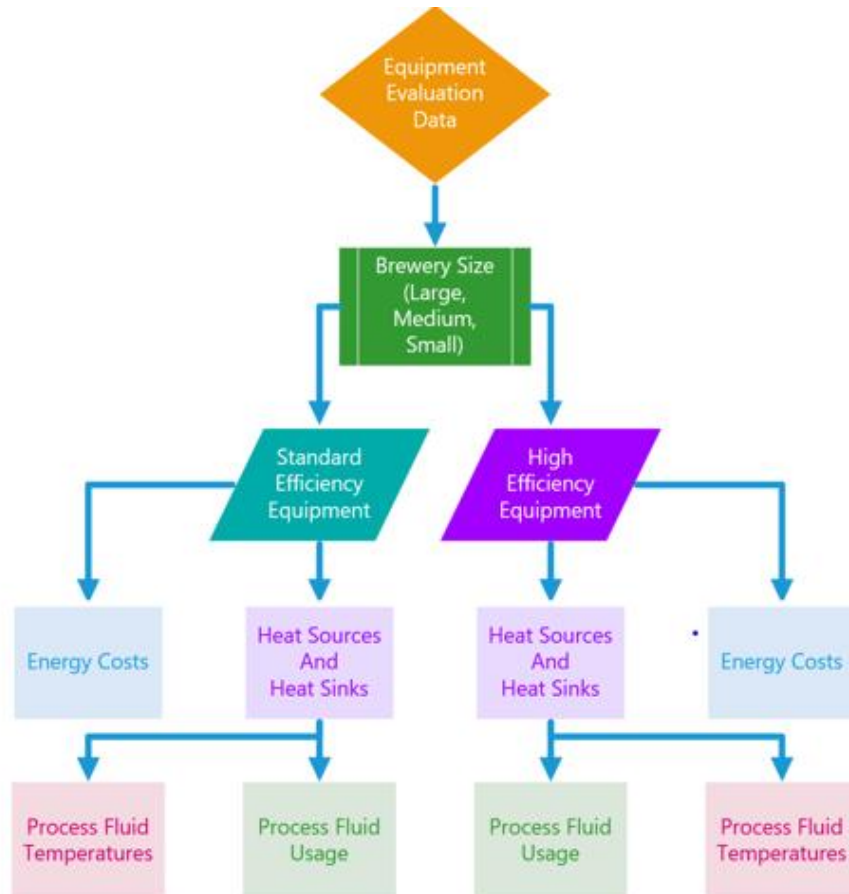 Equipment
Evaluation
Data
Brewery Size
(Large,
Medium,
Small)
Standard
Efficiency
Equipment
High
Efficiency
Equipment
Energy Costs
Heat Sources
And
Heat Sinks
Heat Sources
And
Heat Sinks
Energy Costs
Process Fluid
Temperatures
Process Fluid
Usage
Process Fluid
Usage
Process Fluid
Temperatures